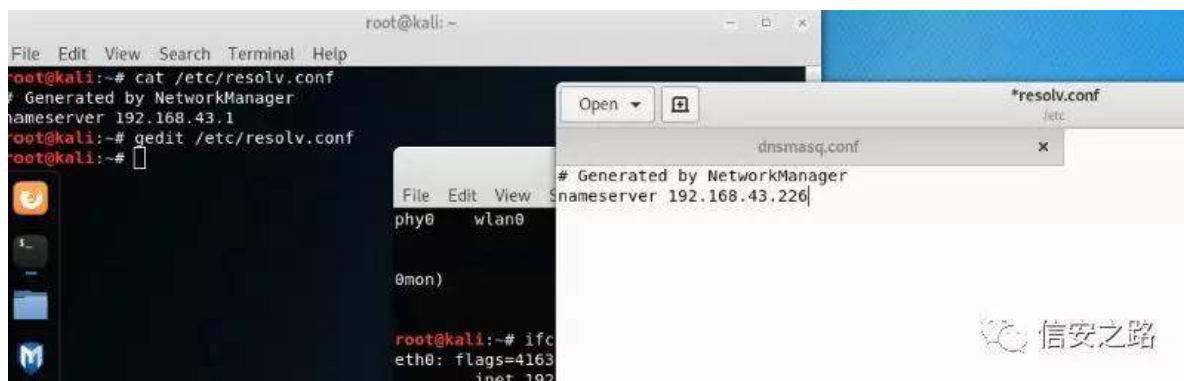 root@kali: ~
File Edit View Search Terminal Help
root@kali:~# cat /etc/resolv.conf
# Generated by NetworkManager
nameserver 192.168.43.1
root@kali:~# gedit /etc/resolv.conf
root@kali:~#
Open
*resolv.conf
/etc
dnsmasq.conf
# Generated by NetworkManager
nameserver 192.168.43.226
File Edit View
phy0 wlan0
0mon)
root@kali:~# ifc
eth0: flags=4163
inet 192
信安之路